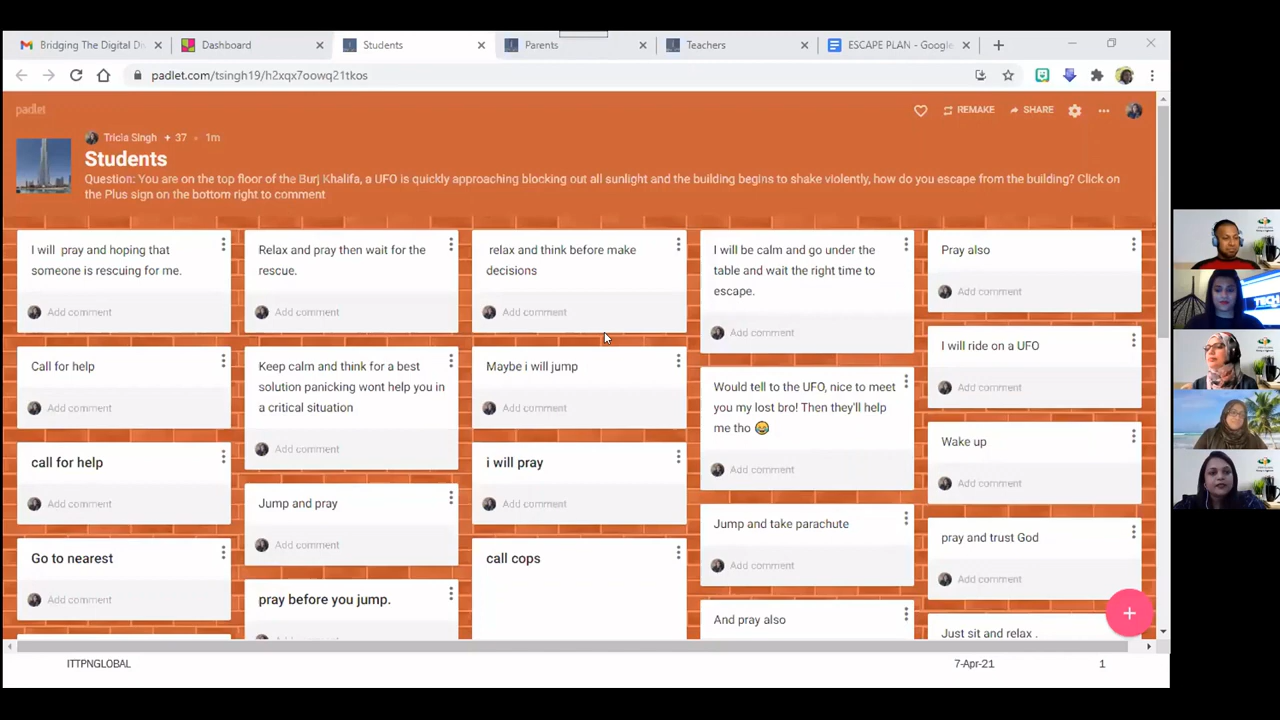 Bridging The Digital Di
Dashboard
Students
Parents
Teachers
ESCAPE PLAN - Google
padlet.com/tsingh19/h2xqx7oowq21tkos
padlet
REMAKE
SHARE
Tricia Singh + 37 • 1m
Students
Question: You are on the top floor of the Burj Khalifa, a UFO is quickly approaching blocking out all sunlight and the building begins to shake violently, how do you escape from the building? Click on
the Plus sign on the bottom right to comment
I will pray and hoping that
someone is rescuing for me.
Add comment
Call for help
Add comment
call for help
Add comment
Go to nearest
Add comment
Relax and pray then wait for the
rescue.
Add comment
Keep calm and think for a best
solution panicking wont help you in
a critical situation
Add comment
Jump and pray
Add comment
pray before you jump.
Add comment
relax and think before make
decisions
Add comment
Maybe i will jump
Add comment
i will pray
Add comment
call cops
I will be calm and go under the
table and wait the right time to
escape.
Add comment
Would tell to the UFO, nice to meet
you my lost bro! Then they'll help
me tho 😂
Add comment
Jump and take parachute
Add comment
And pray also
Pray also
Add comment
I will ride on a UFO
Add comment
Wake up
Add comment
pray and trust God
Add comment
Just sit and relax .
ITTPNGLOBAL
7-Apr-21
1